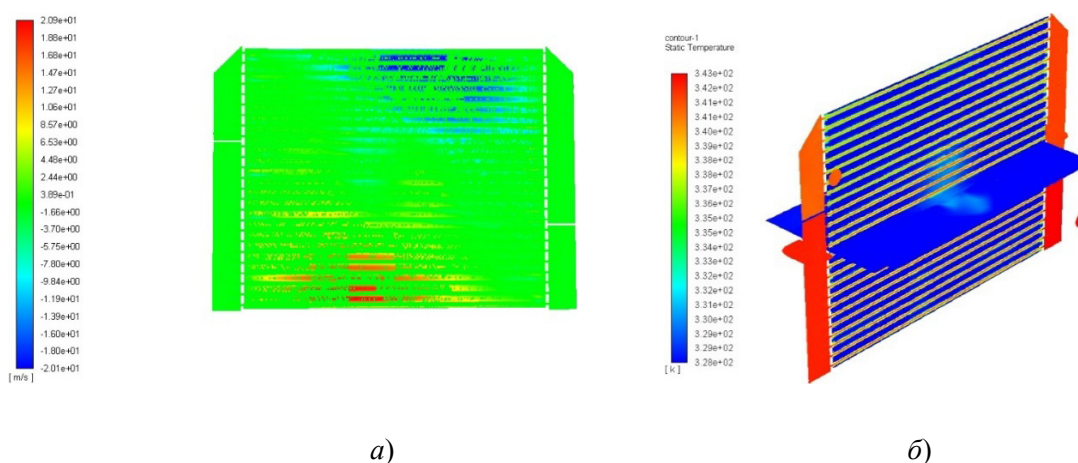 2.09e+01
1.88e+01
1.68e+01
1.47e+01
1.27e+01
1.06e+01
8.57e+00
6.53e+00
4.48e+00
2.44e+00
3.89e-01
-1.66e+00
-3.70e+00
-5.75e+00
-7.80e+00
-9.84e+00
-1.19e+01
-1.39e+01
-1.60e+01
-1.80e+01
-2.01e+01
[ m/s ]
contour-1
Static Temperature
3.43e+02
3.42e+02
3.41e+02
3.41e+02
3.40e+02
3.39e+02
3.38e+02
3.38e+02
3.37e+02
3.36e+02
3.35e+02
3.35e+02
3.34e+02
3.33e+02
3.32e+02
3.32e+02
3.31e+02
3.30e+02
3.29e+02
3.29e+02
3.28e+02
[ k ]
а)
б)